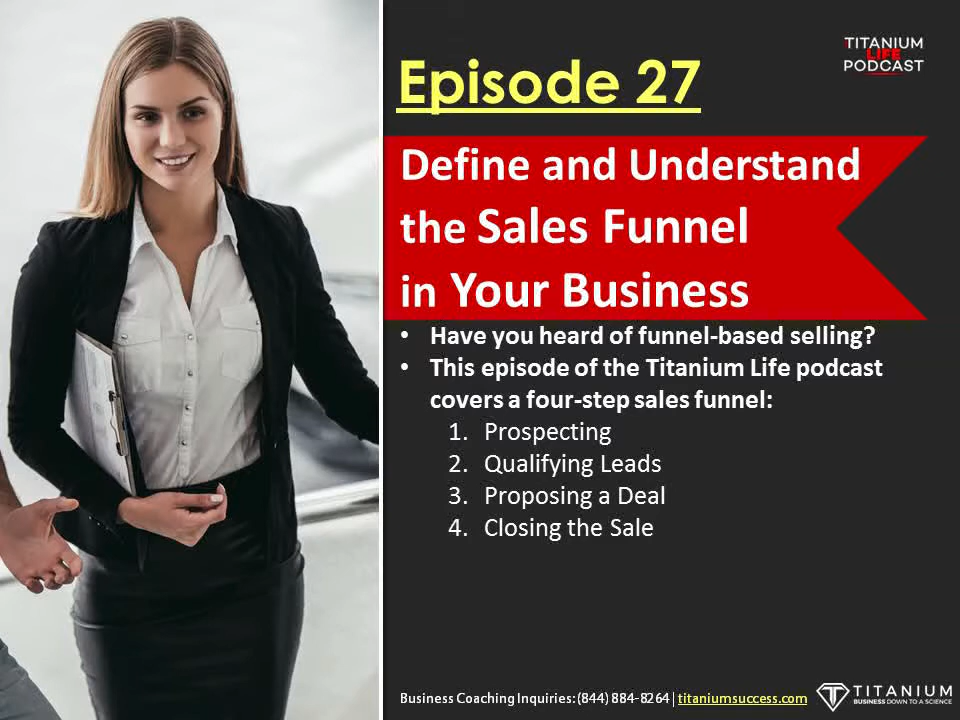 Episode 27
TITANIUM
LIFE
PODCAST
Define and Understand
the Sales Funnel
in Your Business
• Have you heard of funnel-based selling?
• This episode of the Titanium Life podcast
covers a four-step sales funnel:
1. Prospecting
2. Qualifying Leads
3. Proposing a Deal
4. Closing the Sale
Business Coaching Inquiries: (844) 884-8264 | titaniumsuccess.com
TITANIUM
BUSINESS DOWN TO A SCIENCE